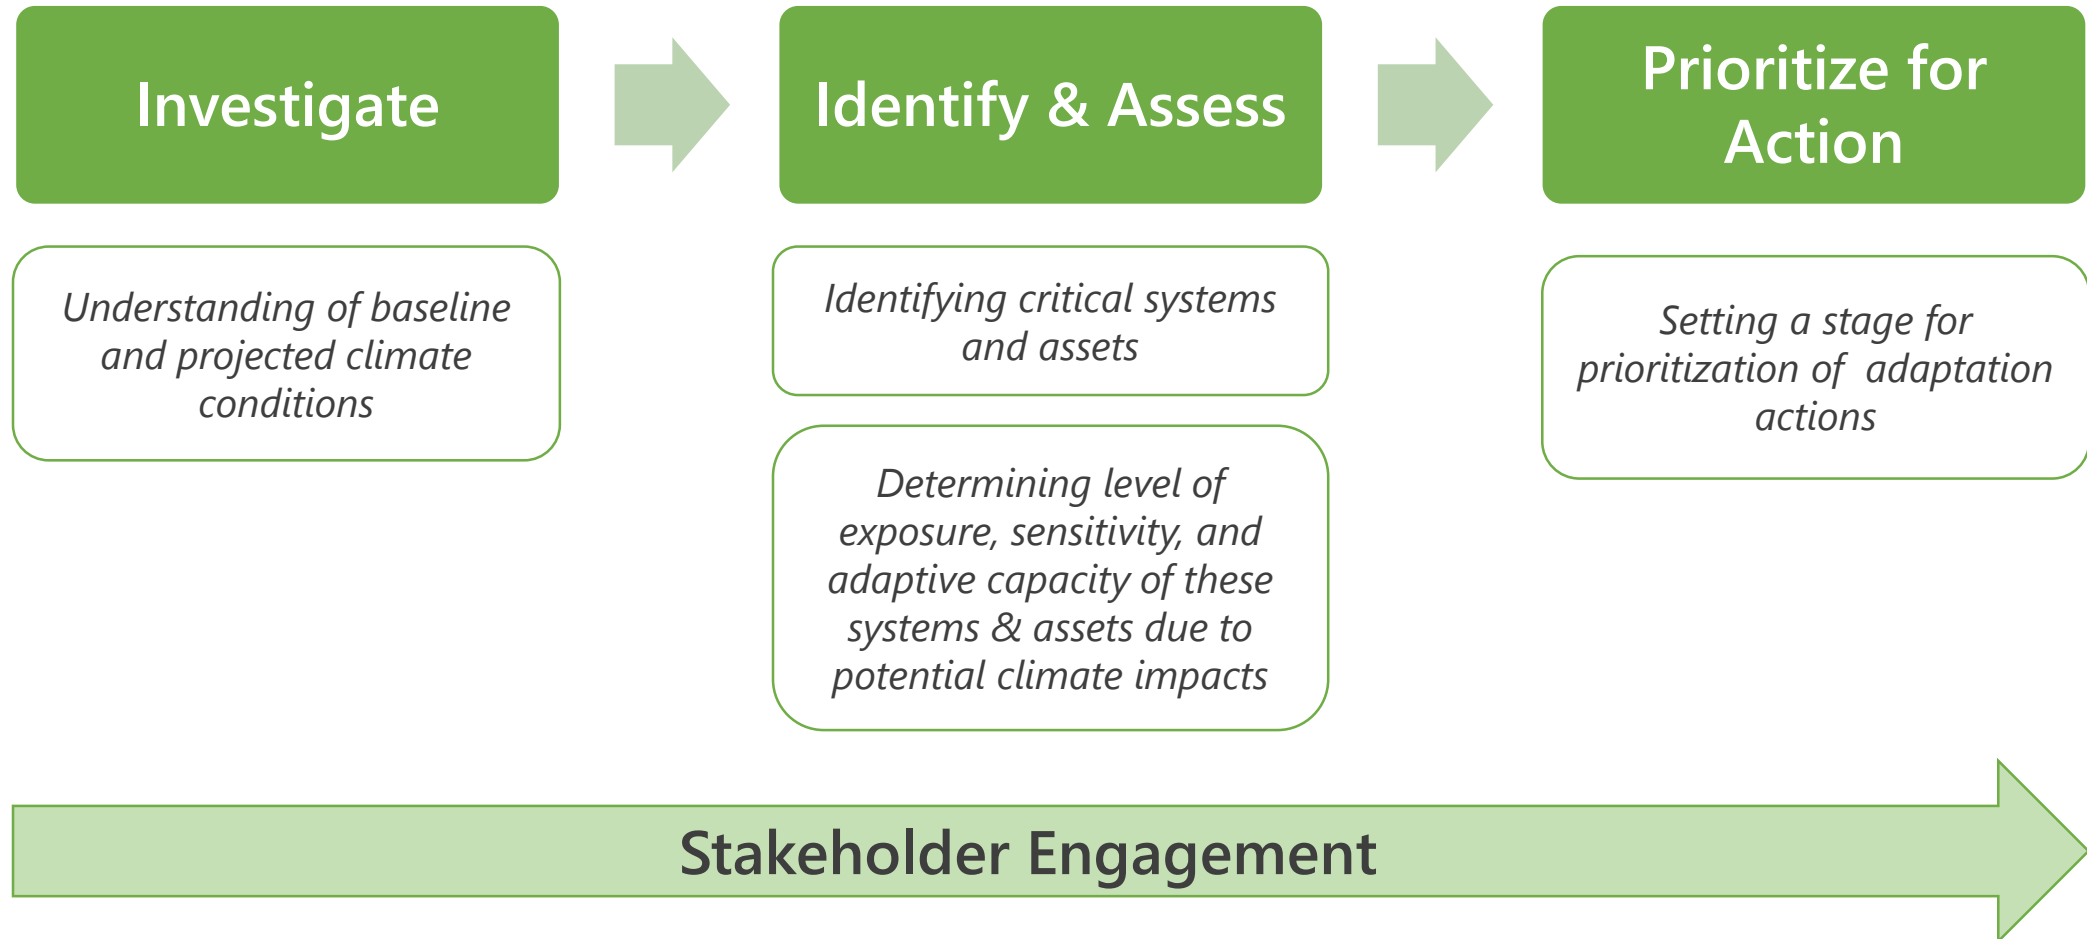 Investigate
Identify & Assess
Prioritize for
Action
Understanding of baseline
and projected climate
conditions
Identifying critical systems
and assets
Determining level of
exposure, sensitivity, and
adaptive capacity of these
systems & assets due to
potential climate impacts
Setting a stage for
prioritization of  adaptation
actions
Stakeholder Engagement